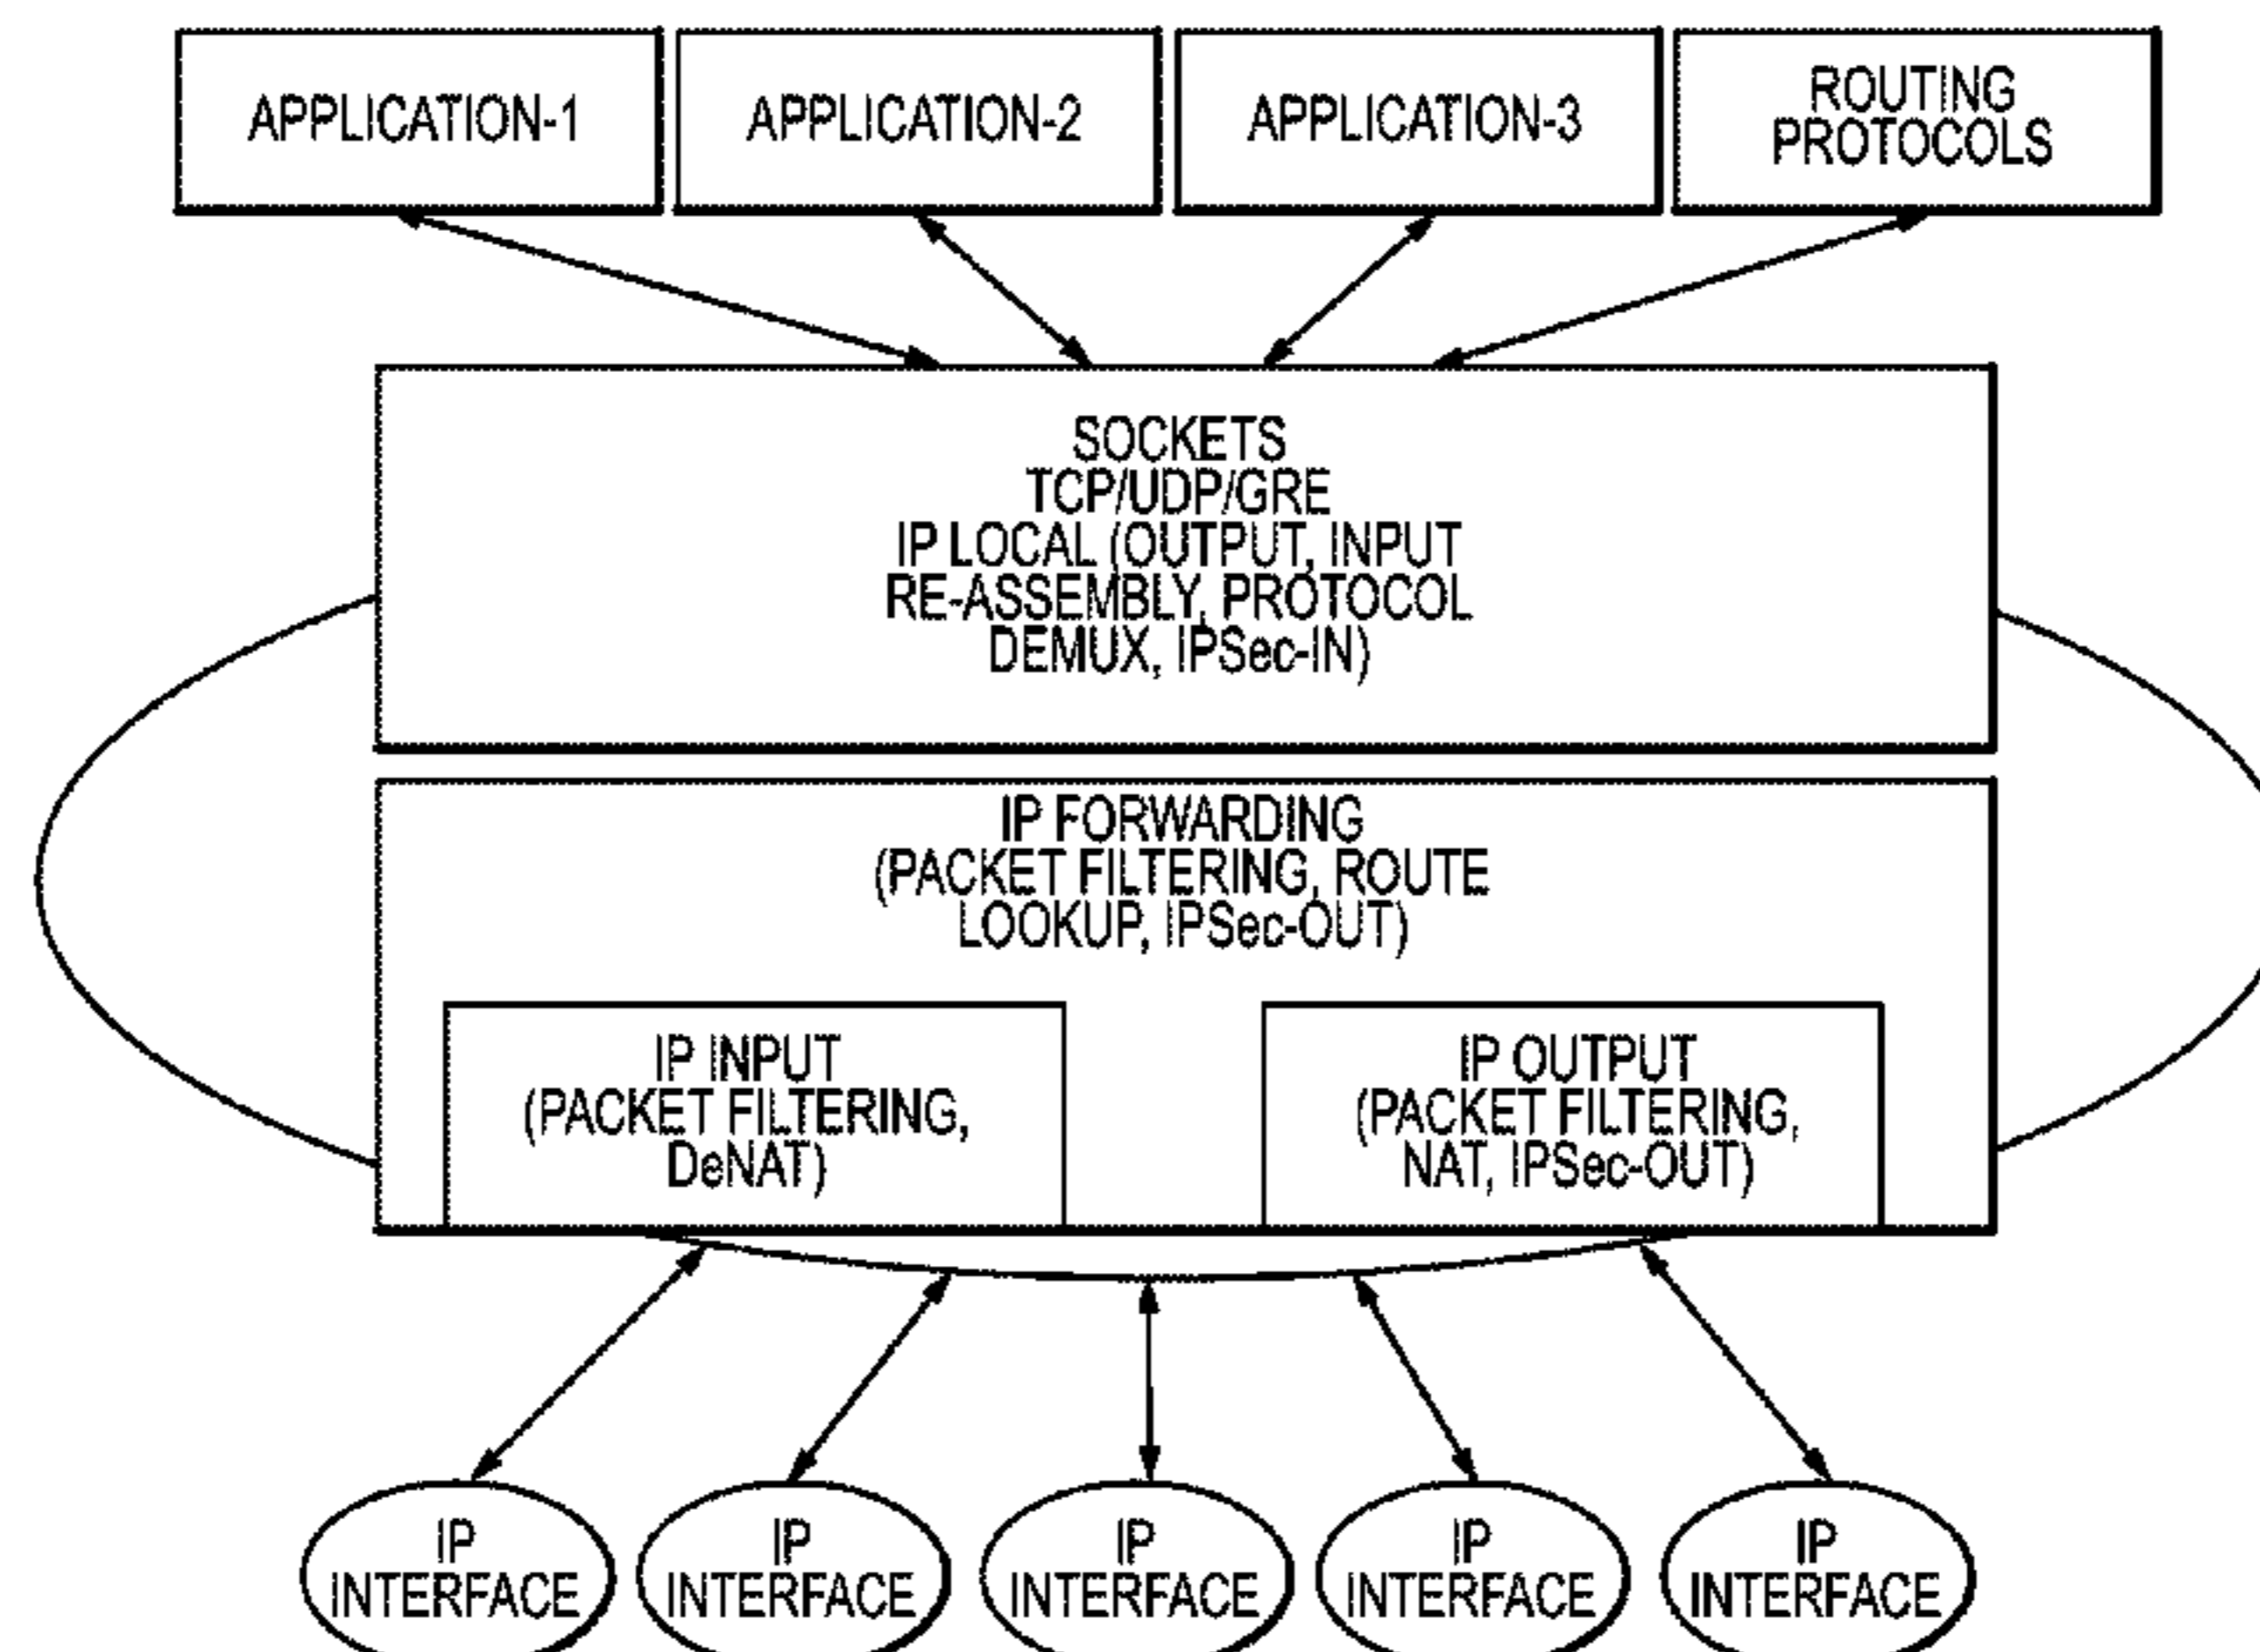 APPLICATION-1
APPLICATION-2
APPLICATION-3
ROUTING
PROTOCOLS
SOCKETS
TCP/UDP/GRE
IP LOCAL (OUTPUT, INPUT
RE-ASSEMBLY, PROTOCOL
DEMUX, IPSec-IN)
IP FORWARDING
(PACKET FILTERING, ROUTE
LOOKUP, IPSec-OUT)
IP INPUT
(PACKET FILTERING,
DeNAT)
IP OUTPUT
(PACKET FILTERING,
NAT, IPSec-OUT)
IP
INTERFACE
IP
INTERFACE
IP
INTERFACE
IP
INTERFACE
IP
INTERFACE